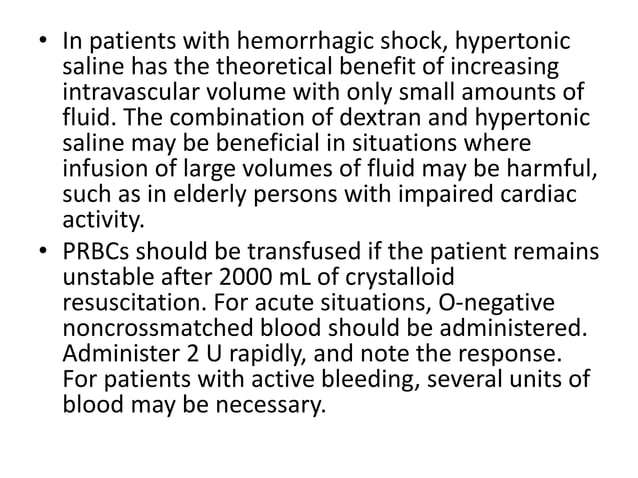 • In patients with hemorrhagic shock, hypertonic
saline has the theoretical benefit of increasing
intravascular volume with only small amounts of
fluid. The combination of dextran and hypertonic
saline may be beneficial in situations where
infusion of large volumes of fluid may be harmful,
such as in elderly persons with impaired cardiac
activity.
• PRBCs should be transfused if the patient remains
unstable after 2000 mL of crystalloid
resuscitation. For acute situations, O-negative
noncrossmatched blood should be administered.
Administer 2 U rapidly, and note the response.
For patients with active bleeding, several units of
blood may be necessary.